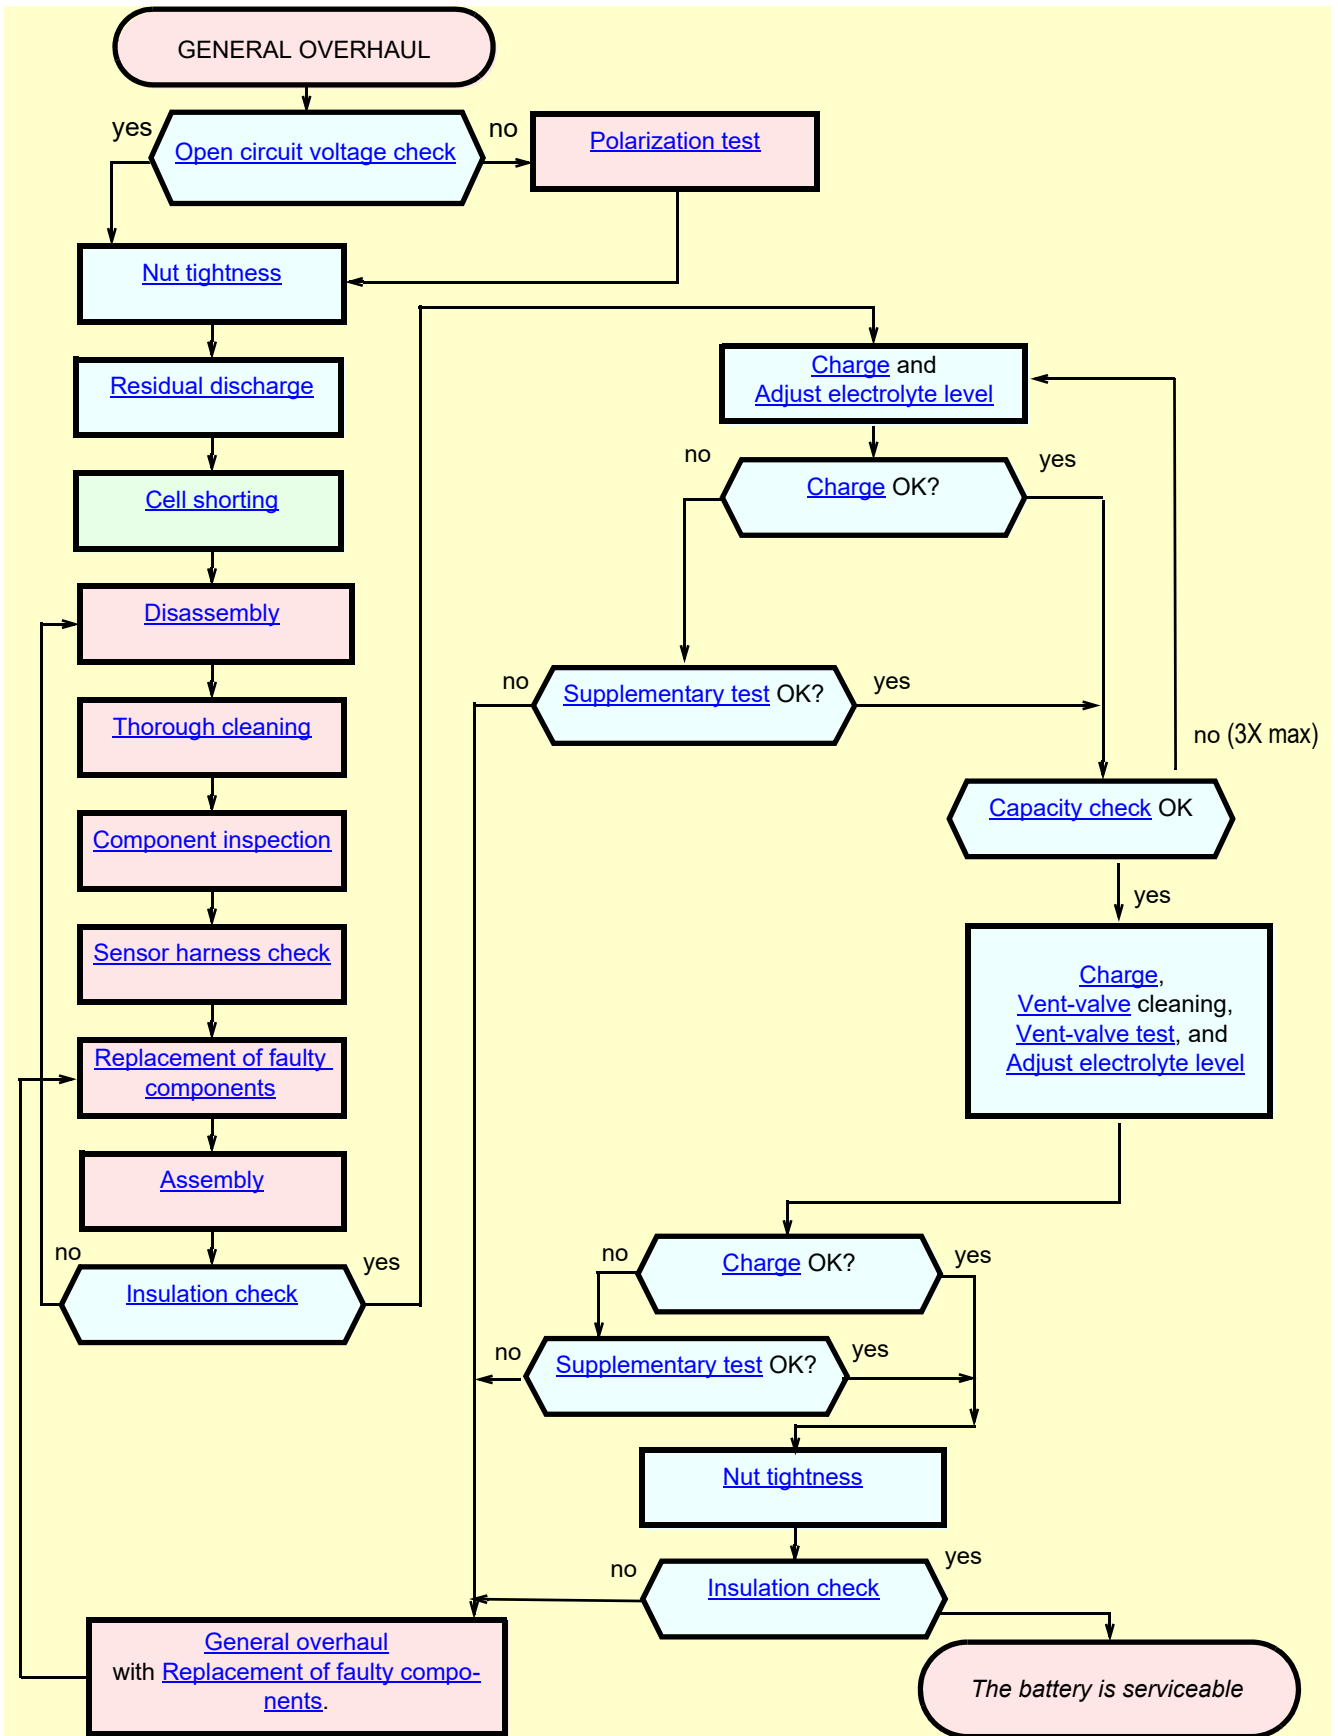 GENERAL OVERHAUL
yes
Open circuit voltage check
no
Polarization test
Nut tightness
Residual discharge
Cell shorting
Disassembly
Thorough cleaning
Component inspection
Sensor harness check
Replacement of faulty
components
Assembly
no
Insulation check
yes
Charge and
Adjust electrolyte level
no
Charge OK?
yes
no
Supplementary test OK?
yes
no (3X max)
Capacity check OK
yes
Charge,
Vent-valve cleaning,
Vent-valve test, and
Adjust electrolyte level
no
Charge OK?
yes
no
Supplementary test OK?
yes
Nut tightness
no
Insulation check
yes
General overhaul
with Replacement of faulty compo-
nents.
The battery is serviceable